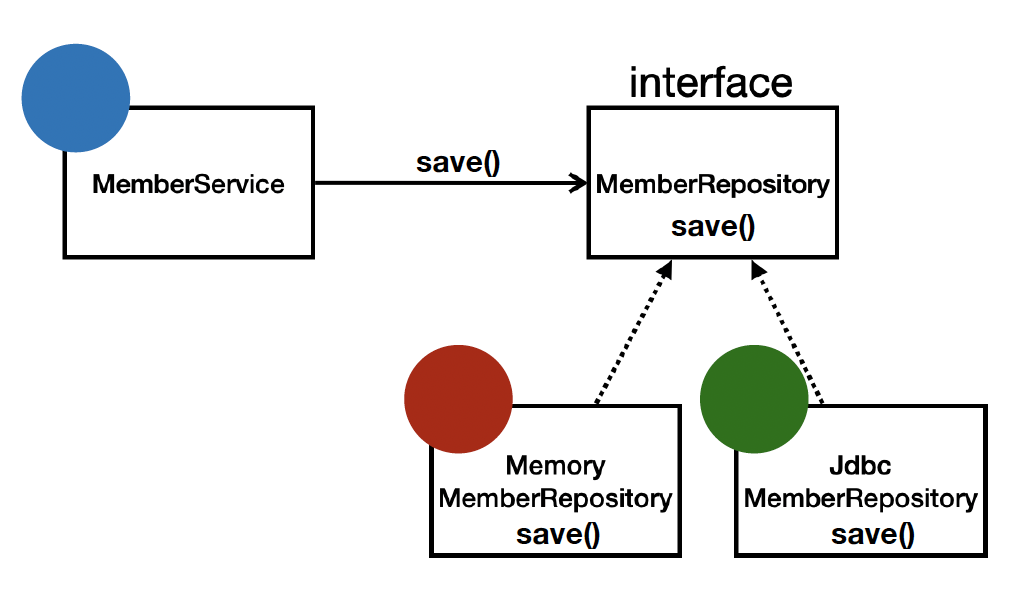 interface
MemberService
save()
MemberRepository
save()
Memory
MemberRepository
save()
Jdbc
MemberRepository
save()